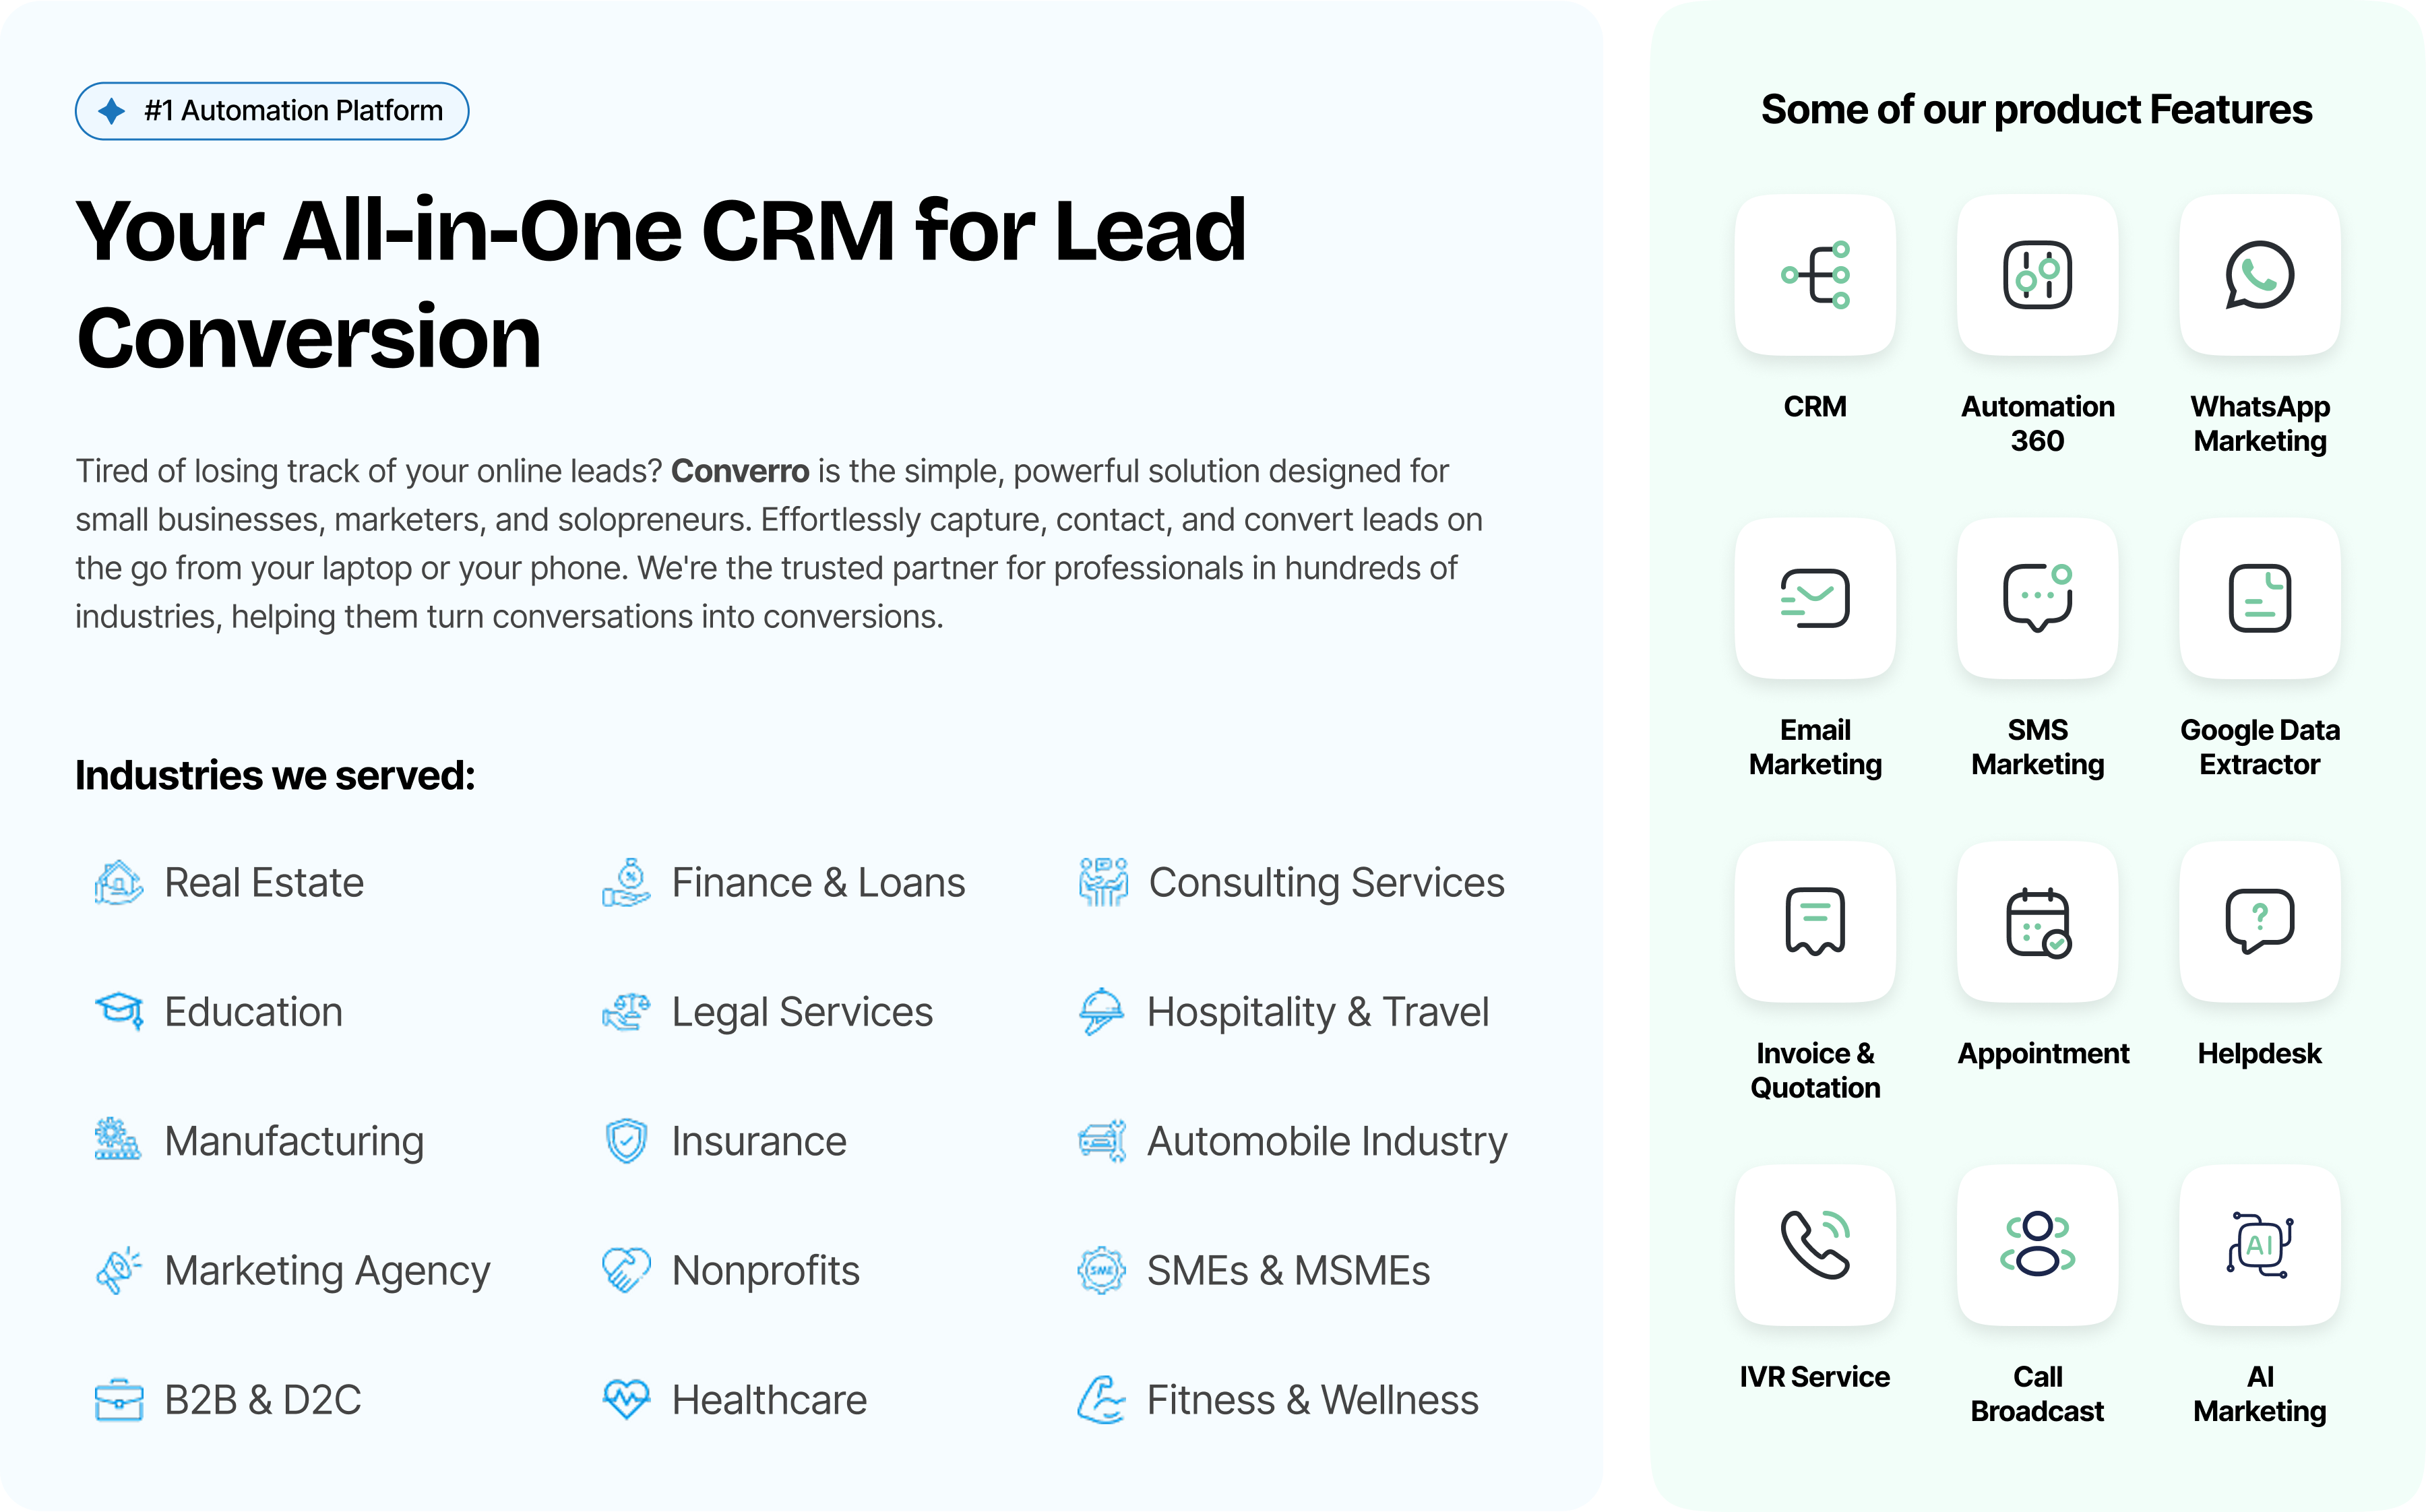 #1 Automation Platform
Your All-in-One CRM for Lead
Conversion
Tired of losing track of your online leads? Converro is the simple, powerful solution designed for
small businesses, marketers, and solopreneurs. Effortlessly capture, contact, and convert leads on
the go from your laptop or your phone. We're the trusted partner for professionals in hundreds of
industries, helping them turn conversations into conversions.
Industries we served:
Real Estate
Finance & Loans
Consulting Services
Education
Legal Services
Hospitality & Travel
Manufacturing
Insurance
Automobile Industry
Marketing Agency
Nonprofits
SME
SMEs & MSMEs
B2B & D2C
Healthcare
Fitness & Wellness
Some of our product Features
CRM
Automation
360
WhatsApp
Marketing
Email
Marketing
SMS
Marketing
Google Data
Extractor
Invoice &
Quotation
Appointment
?
Helpdesk
IVR Service
Call
Broadcast
AI
AI
Marketing